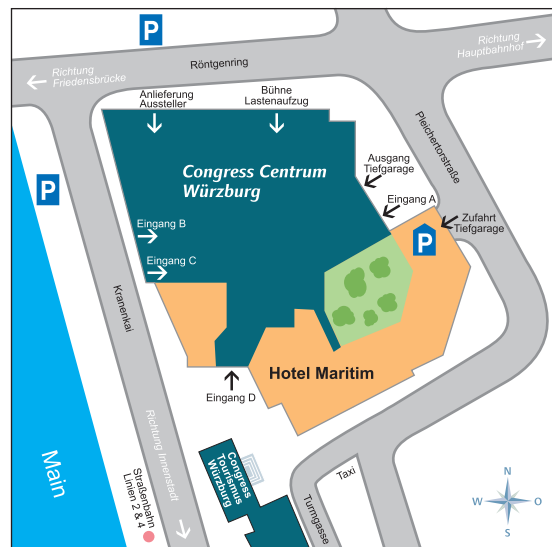 P
Richtung
Hauptbahnhof
Richtung
Friedensbrücke
Röntgenring
Anlieferung
Aussteller
Bühne
Lastenaufzug
Pleichertorstraße
Congress Centrum
Würzburg
Ausgang
Tiefgarage
P
Eingang A
Zufahrt
Tiefgarage
Eingang B
P
Eingang C
Kranenkai
Hotel Maritim
Eingang D
Richtung Innenstadt
Main
Straßenbahn
Linien 2 & 4
Congress
Tourismus
Würzburg
Taxi
Turmgasse
N
W
O
S